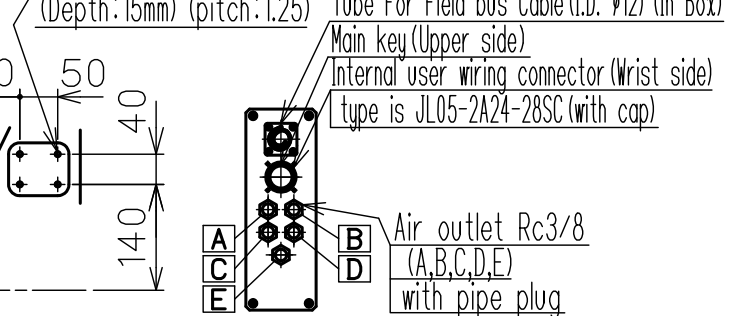 (Depth:15mm) (pitch:1.25)
Tube For Field bus Cable(I.D. φ12) (In Box)
Main key(Upper side)
Internal user wiring connector(Wrist side)
type is JL05-2A24-28SC(with cap)
50
40
140
A
B
C
D
E
Air outlet Rc3/8
(A,B,C,D,E)
with pipe plug